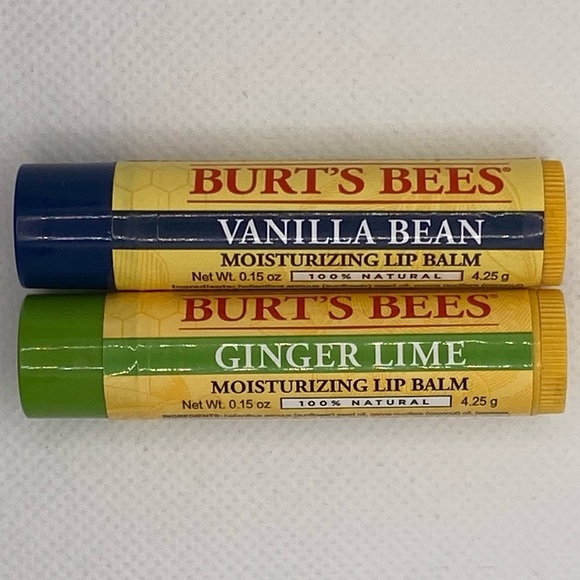 BURT'S BEES®
VANILLA BEAN
MOISTURIZING LIP BALM
Net Wt. 0.15 oz 100% NATURAL 4.25 g
BURT'S BEES®
GINGER LIME
MOISTURIZING LIP BALM
Net Wt. 0.15 oz 100% NATURAL 4.25 g
INGREDIENTS: